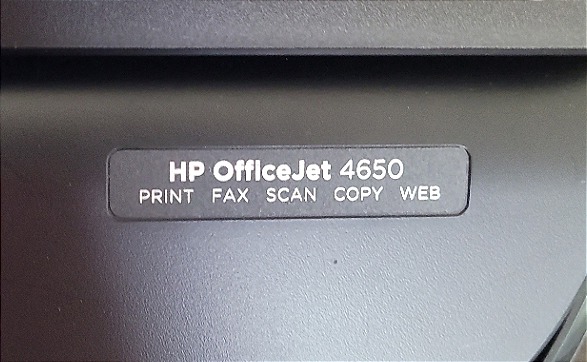 HP OfficeJet 4650
PRINT FAX SCAN COPY WEB